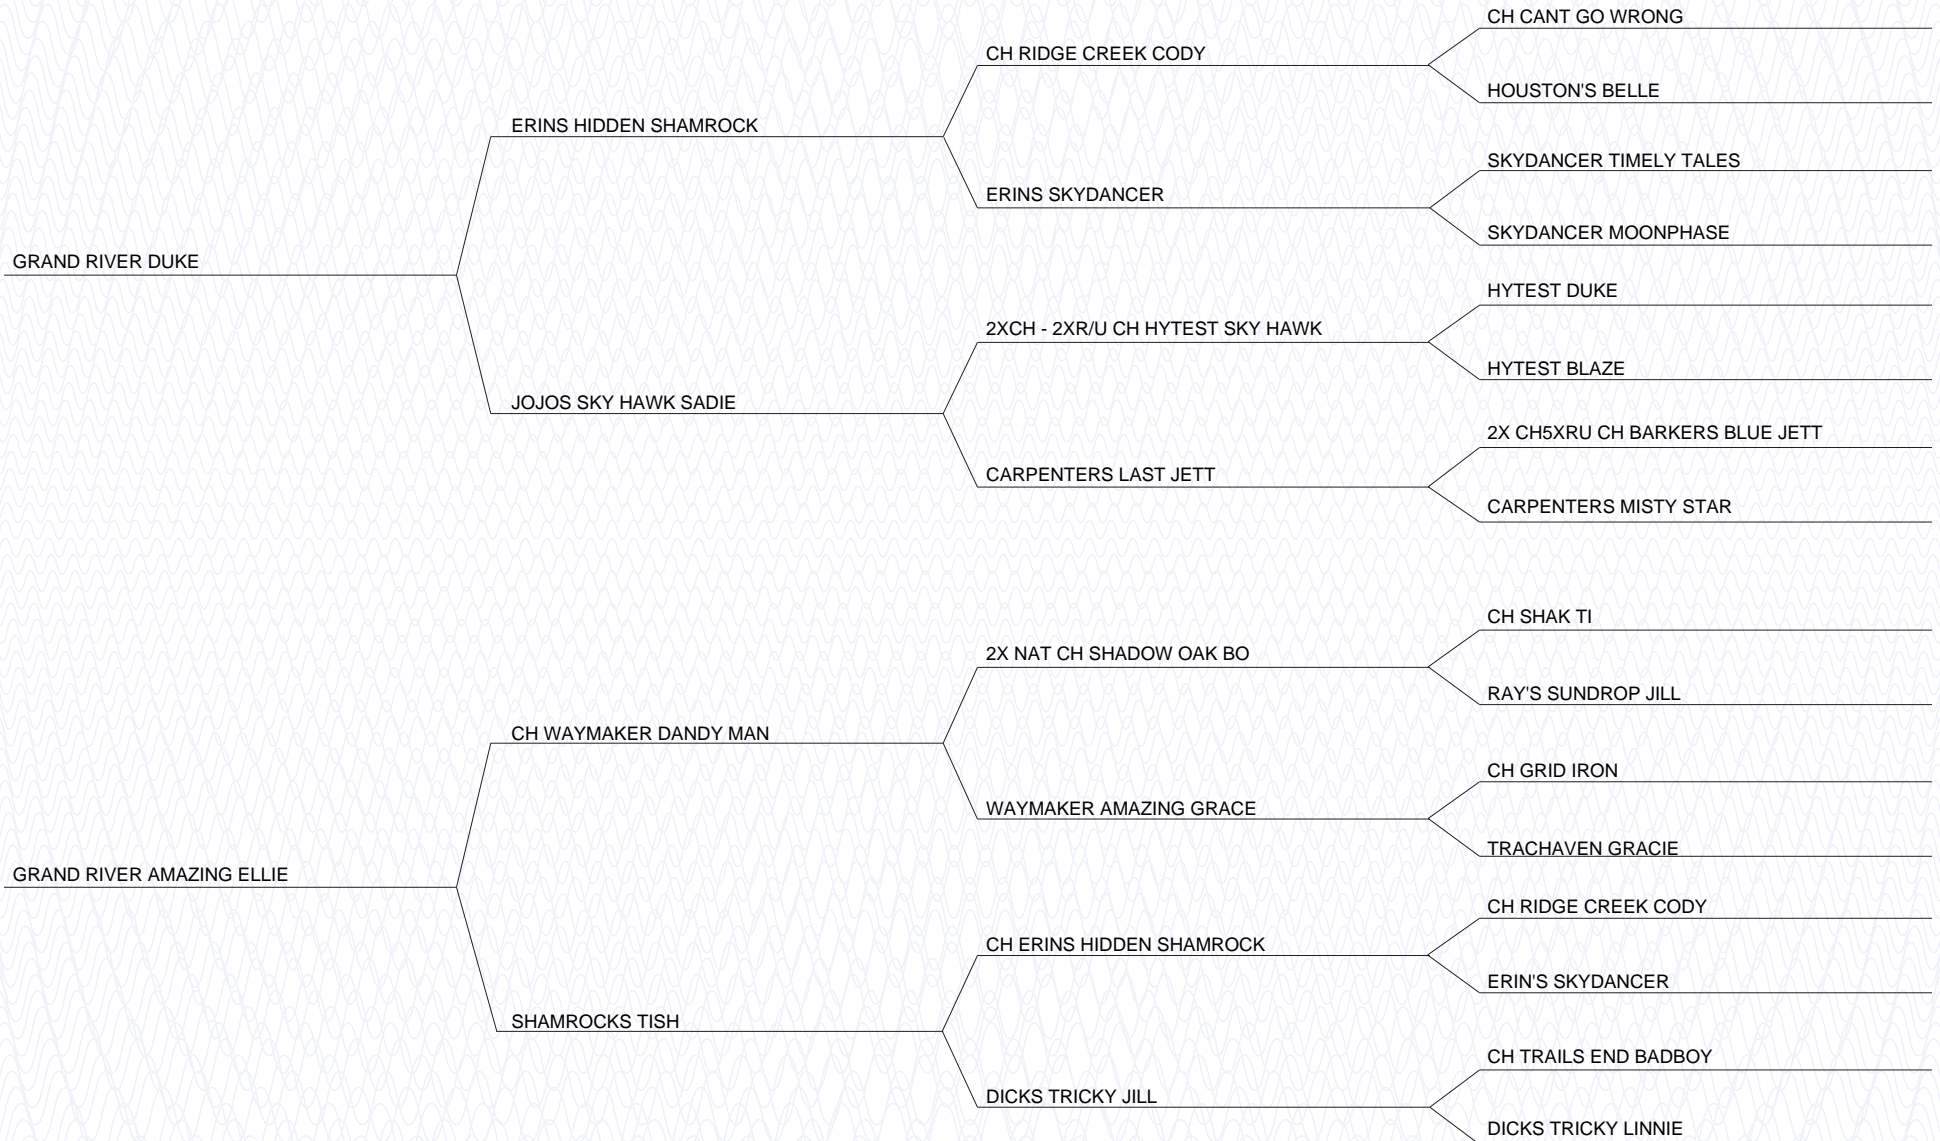 CH CANT GO WRONG
CH RIDGE CREEK CODY
HOUSTON'S BELLE
ERINS HIDDEN SHAMROCK
SKYDANCER TIMELY TALES
ERINS SKYDANCER
SKYDANCER MOONPHASE
GRAND RIVER DUKE
HYTEST DUKE
2XCH - 2XR/U CH HYTEST SKY HAWK
HYTEST BLAZE
JOJOS SKY HAWK SADIE
2X CH5XRU CH BARKERS BLUE JETT
CARPENTERS LAST JETT
CARPENTERS MISTY STAR
CH SHAK TI
2X NAT CH SHADOW OAK BO
RAY'S SUNDROP JILL
CH WAYMAKER DANDY MAN
CH GRID IRON
WAYMAKER AMAZING GRACE
TRACHAVEN GRACIE
GRAND RIVER AMAZING ELLIE
CH RIDGE CREEK CODY
CH ERINS HIDDEN SHAMROCK
ERIN'S SKYDANCER
SHAMROCKS TISH
CH TRAILS END BADBOY
DICKS TRICKY JILL
DICKS TRICKY LINNIE